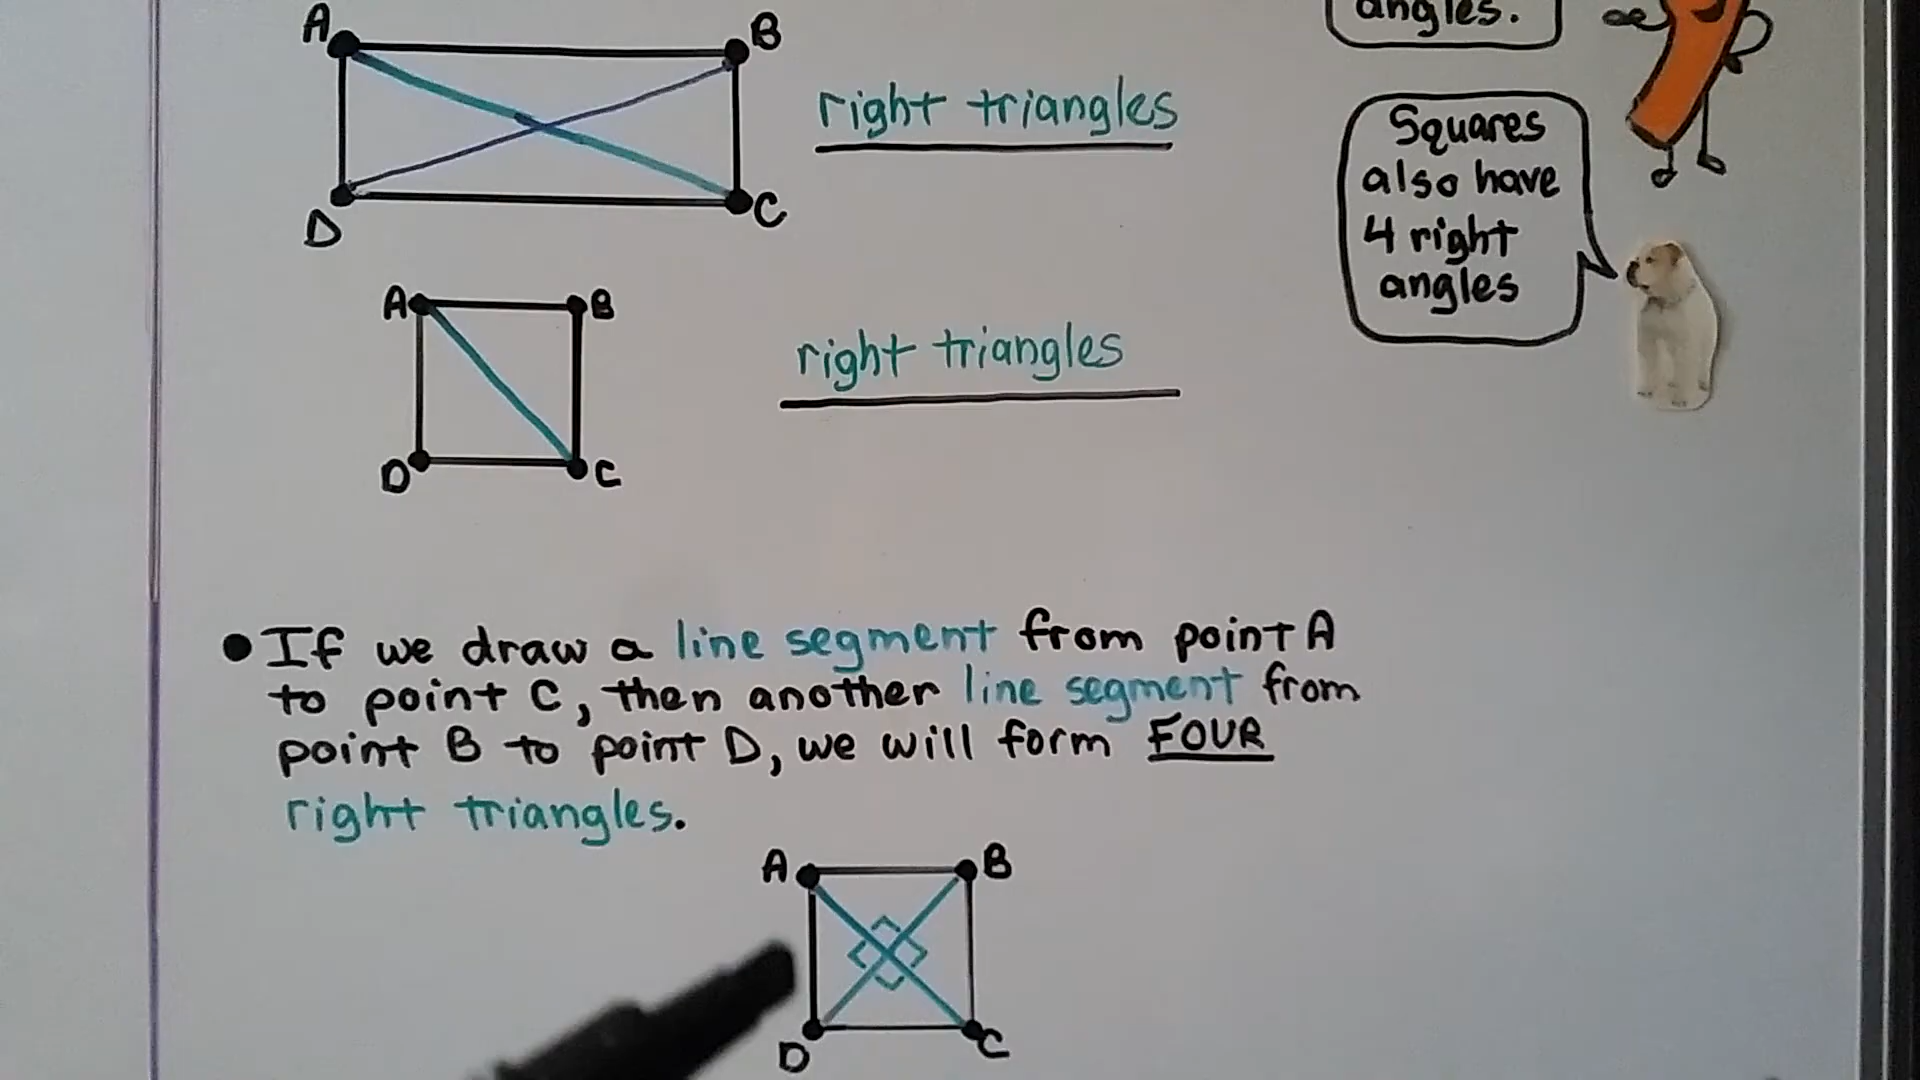 angles.
A
B
right triangles
D
C
Squares
also have
4 right
angles
A
B
right triangles
D
C
• If we draw a line segment from point A
to point C, then another line segment from
point B to point D, we will form FOUR
right triangles.
A
B
D
C